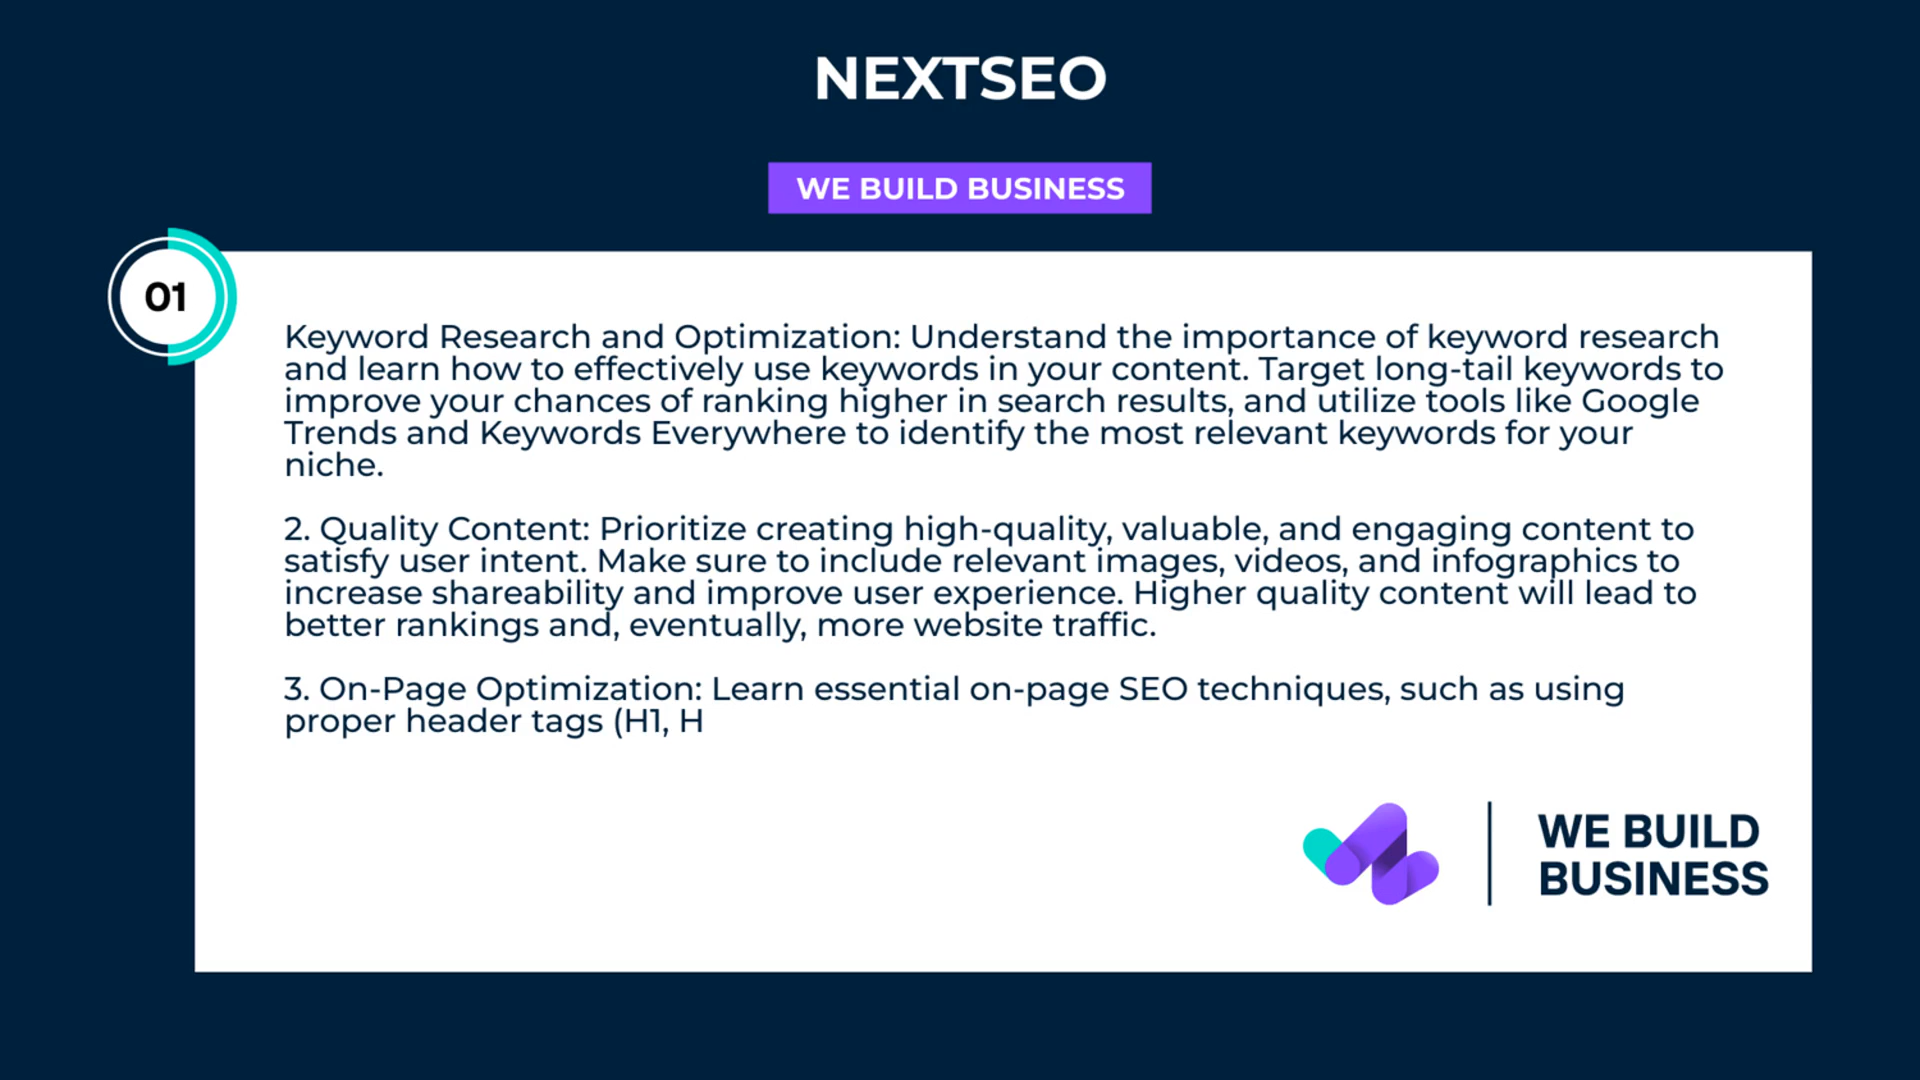 NEXTSEO
WE BUILD BUSINESS
01
Keyword Research and Optimization: Understand the importance of keyword research
and learn how to effectively use keywords in your content. Target long-tail keywords to
improve your chances of ranking higher in search results, and utilize tools like Google
Trends and Keywords Everywhere to identify the most relevant keywords for your
niche.
2. Quality Content: Prioritize creating high-quality, valuable, and engaging content to
satisfy user intent. Make sure to include relevant images, videos, and infographics to
increase shareability and improve user experience. Higher quality content will lead to
better rankings and, eventually, more website traffic.
3. On-Page Optimization: Learn essential on-page SEO techniques, such as using
proper header tags (H1, H
WE BUILD
BUSINESS